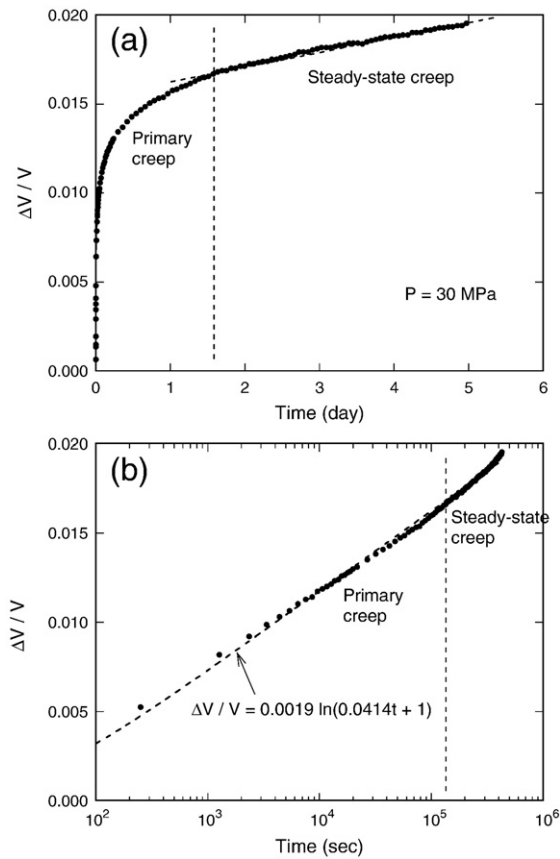 (a)
0.020
0.015
0.010
0.005
0.000
ΔV / V
Steady-state creep
Primary
creep
P = 30 MPa
0 1 2 3 4 5 6
Time (day)
(b)
0.020
0.015
0.010
0.005
0.000
ΔV / V
Steady-state
creep
Primary
creep
ΔV / V = 0.0019 ln(0.0414t + 1)
10² 10³ 10⁴ 10⁵ 10⁶
Time (sec)